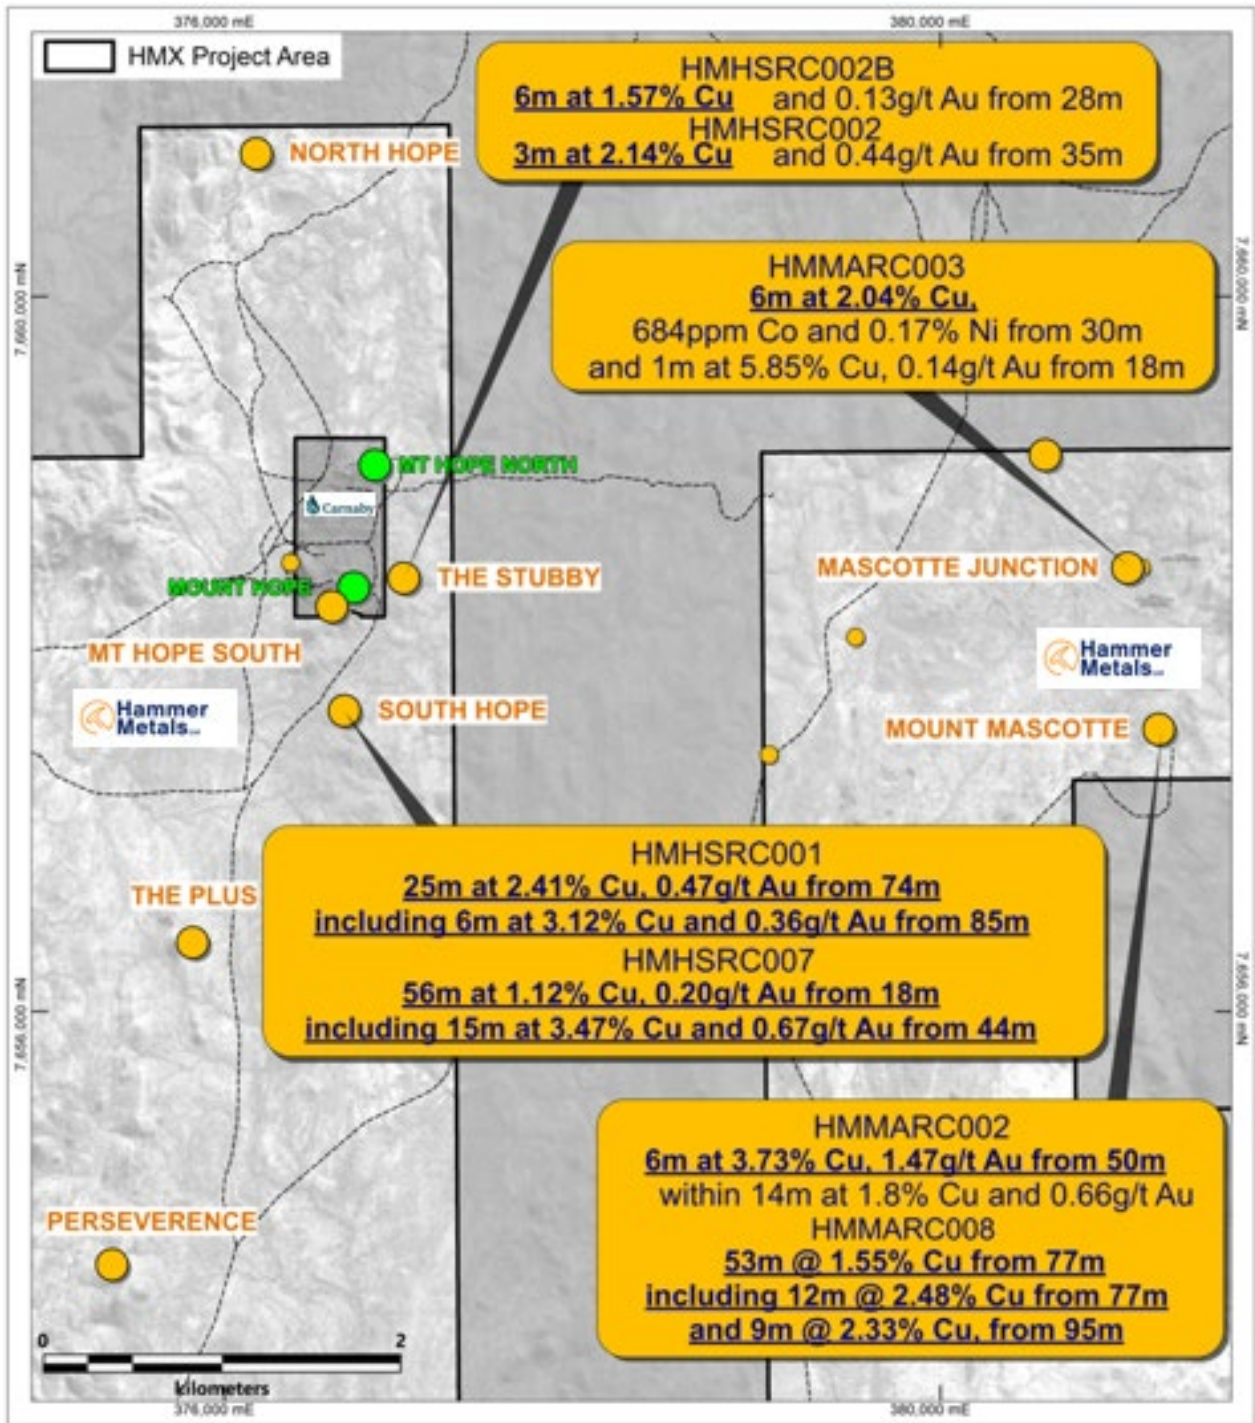 376,000 mE
380,000 mE
HMX Project Area
HMHSRC002B
6m at 1.57% Cu and 0.13g/t Au from 28m
HMHSRC002
3m at 2.14% Cu and 0.44g/t Au from 35m
NORTH HOPE
7,660,000 mN
7,660,000 mN
HMMARC003
6m at 2.04% Cu,
684ppm Co and 0.17% Ni from 30m
and 1m at 5.85% Cu, 0.14g/t Au from 18m
MT HOPE NORTH
Carnaby
MOUNT HOPE
THE STUBBY
MASCOTTE JUNCTION
MT HOPE SOUTH
Hammer
Metals
Hammer
Metals
SOUTH HOPE
MOUNT MASCOTTE
HMHSRC001
25m at 2.41% Cu, 0.47g/t Au from 74m
including 6m at 3.12% Cu and 0.36g/t Au from 85m
HMHSRC007
56m at 1.12% Cu, 0.20g/t Au from 18m
including 15m at 3.47% Cu and 0.67g/t Au from 44m
THE PLUS
7,656,000 mN
7,656,000 mN
HMMARC002
6m at 3.73% Cu, 1.47g/t Au from 50m
within 14m at 1.8% Cu and 0.66g/t Au
HMMARC008
53m @ 1.55% Cu from 77m
including 12m @ 2.48% Cu from 77m
and 9m @ 2.33% Cu, from 95m
PERSEVERENCE
0 2
kilometers
376,000 mE
380,000 mE